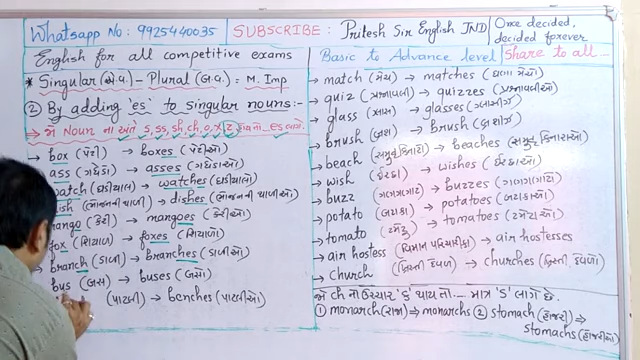 Whatsapp No: 9925440035
SUBSCRIBE: Pritesh Sir English JND
Once decided, decided forever
English for all competitive exams
* Singular (એ.વ.) - Plural (બ.વ.) = M. Imp
② By adding 'es' to singular nouns:-
→ જે Noun ના અંતે s, ss, sh, ch, o, x, z હોય તો.. es લાગે.
→ box (પેટી) → boxes (પેટીઓ)
→ ass (ગધેડો) → asses (ગધેડાઓ)
watch (ઘડીયાળ) → watches (ઘડીયાળો)
dish (ભોજનની થાળી) → dishes (ભોજનની થાળીઓ)
mango (કેરી) → mangoes (કેરીઓ)
fox (શિયાળ) → foxes (શિયાળો)
→ branch (ડાળી) → branches (ડાળીઓ)
bus (બસ) → buses (બસો)
(પાટલી) → benches (પાટલીઓ)
Basic to Advance level
Share to all...
→ match (મેચ) → matches (ઘણા મેચો)
→ quiz (પ્રશ્નાવલી) → quizzes (પ્રશ્નાવલીઓ)
→ glass (ગ્લાસ) → glasses (ગ્લાસીઝ)
→ brush (બ્રશ) → brush (બ્રશીઝ)
→ beach (સમુદ્ર કિનારો) → beaches (સમુદ્ર કિનારાઓ)
→ wish (ઈચ્છા) → wishes (ઈચ્છાઓ)
→ buzz (ગણગણાટ) → buzzes (ગણગણાટો)
→ potato (બટાકા) → potatoes (બટાકાઓ)
→ tomato (ટમેટુ) → tomatoes (ટમેટાઓ)
→ air hostess (વિમાન પરિચારીકા) → air hostesses
→ church (ખ્રિસ્તી દેવળ) → churches (ખ્રિસ્તી દેવળો)
જો ch નો ઉચ્ચાર 'ક' થાય તો.... માત્ર 'S' લાગે છે.
① monarch (રાજા) ⇒ monarchs ② stomach (હોજરી) ⇒
stomachs (હોજરીઓ)